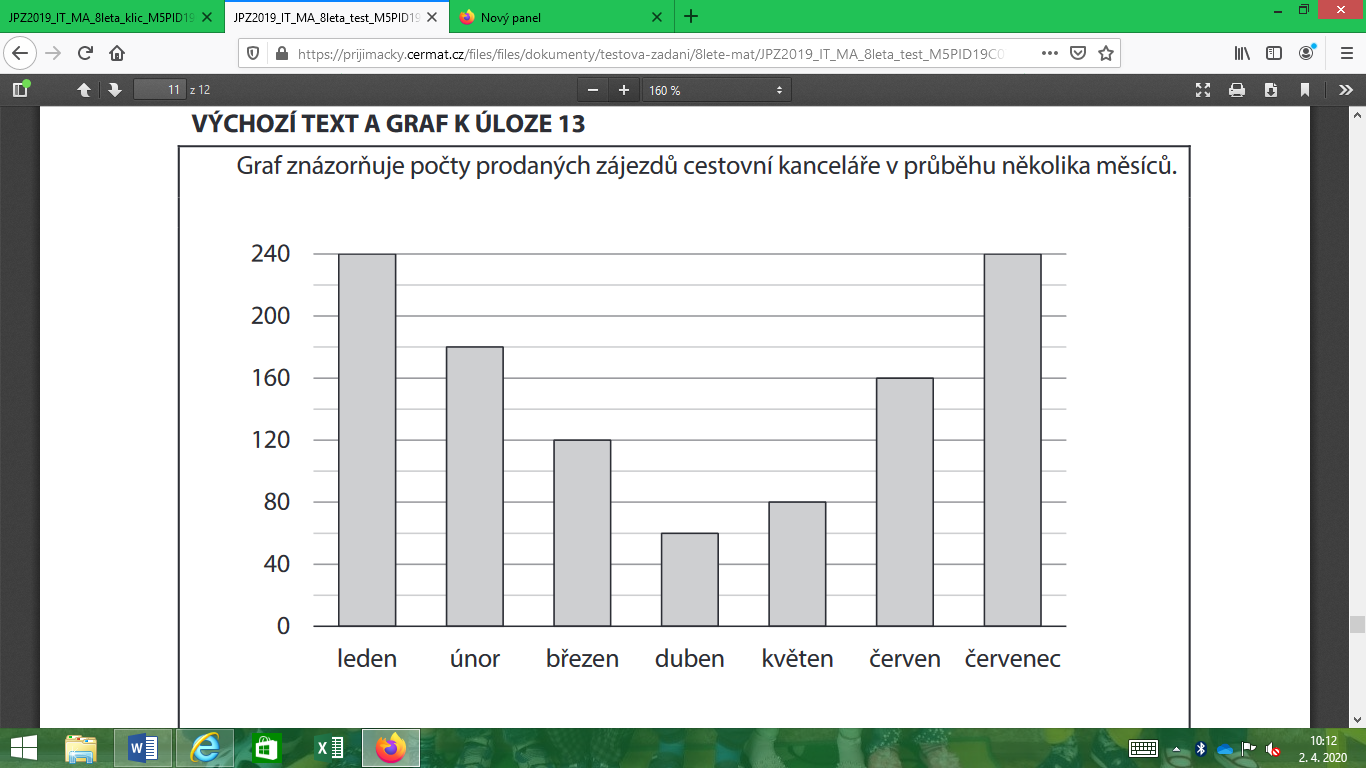 JPZ2019_IT_MA_8leta_klic_M5PID19
JPZ2019_IT_MA_8leta_test_M5PID19
Nový panel
https://prijimacky.cermat.cz/files/files/dokumenty/testova-zadani/8lete-mat/JPZ2019_IT_MA_8leta_test_M5PID19C0
11 z 12
160 %
VÝCHOZÍ TEXT A GRAF K ÚLOZE 13
Graf znázorňuje počty prodaných zájezdů cestovní kanceláře v průběhu několika měsíců.
240
200
160
120
80
40
0
leden únor březen duben květen červen červenec
10:12
2. 4. 2020